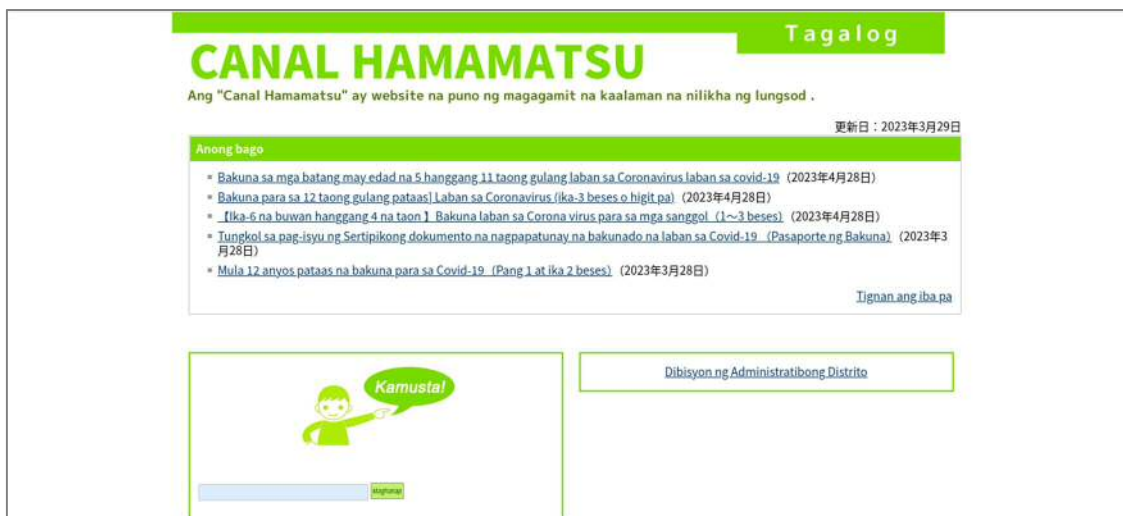 Tagalog
CANAL HAMAMATSU
Ang "Canal Hamamatsu" ay website na puno ng magagamit na kaalaman na nilikha ng lungsod .
更新日：2023年3月29日
Anong bago
Bakuna sa mga batang may edad na 5 hanggang 11 taong gulang laban sa Coronavirus laban sa covid-19（2023年4月28日）
Bakuna para sa 12 taong gulang pataas] Laban sa Coronavirus (ika-3 beses o higit pa)（2023年4月28日）
【Ika-6 na buwan hanggang 4 na taon 】Bakuna laban sa Corona virus para sa mga sanggol（1～3 beses)（2023年4月28日）
Tungkol sa pag-isyu ng Sertipikong dokumento na nagpapatunay na bakunado na laban sa Covid-19 （Pasaporte ng Bakuna)（2023年3
月28日）
Mula 12 anyos pataas na bakuna para sa Covid-19（Pang 1 at ika 2 beses)（2023年3月28日）
Tignan ang iba pa
Kamusta!
Dibisyon ng Administratibong Distrito